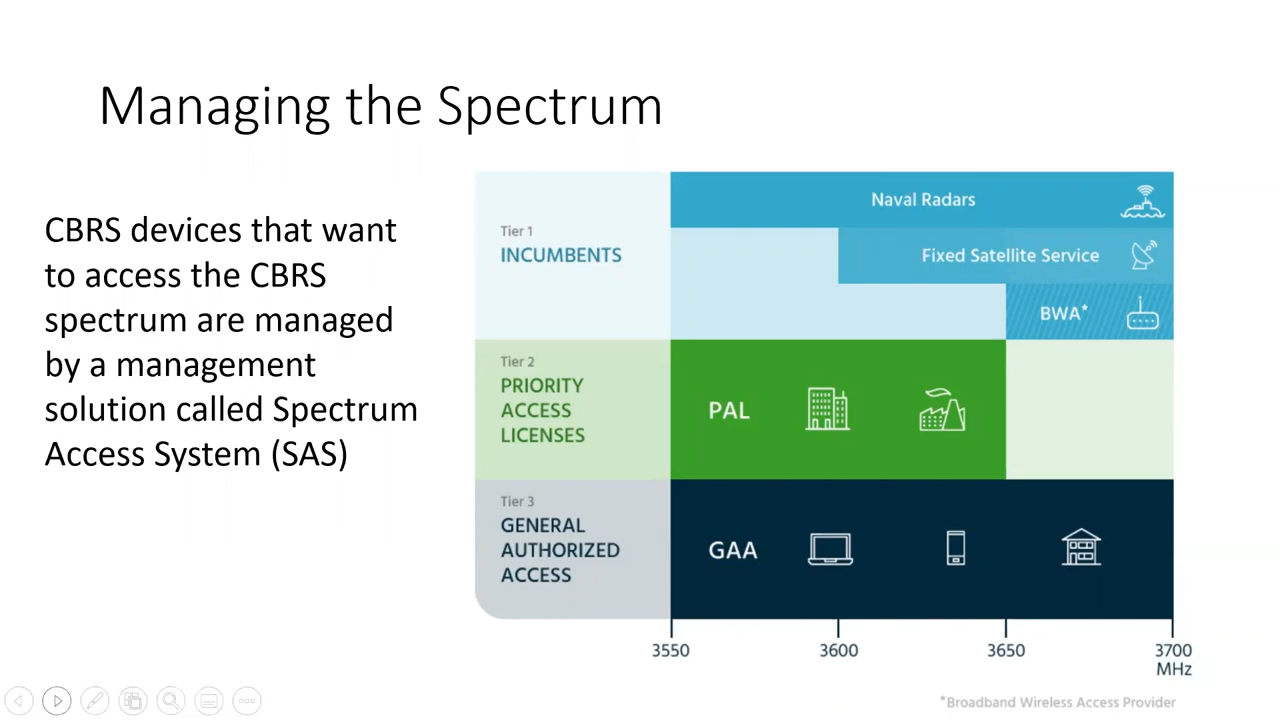 Managing the Spectrum
CBRS devices that want
to access the CBRS
spectrum are managed
by a management
solution called Spectrum
Access System (SAS)
Tier 1
INCUMBENTS
Naval Radars
Fixed Satellite Service
BWA*
Tier 2
PRIORITY
ACCESS
LICENSES
PAL
Tier 3
GENERAL
AUTHORIZED
ACCESS
GAA
3550 3600 3650 3700
MHz
*Broadband Wireless Access Provider